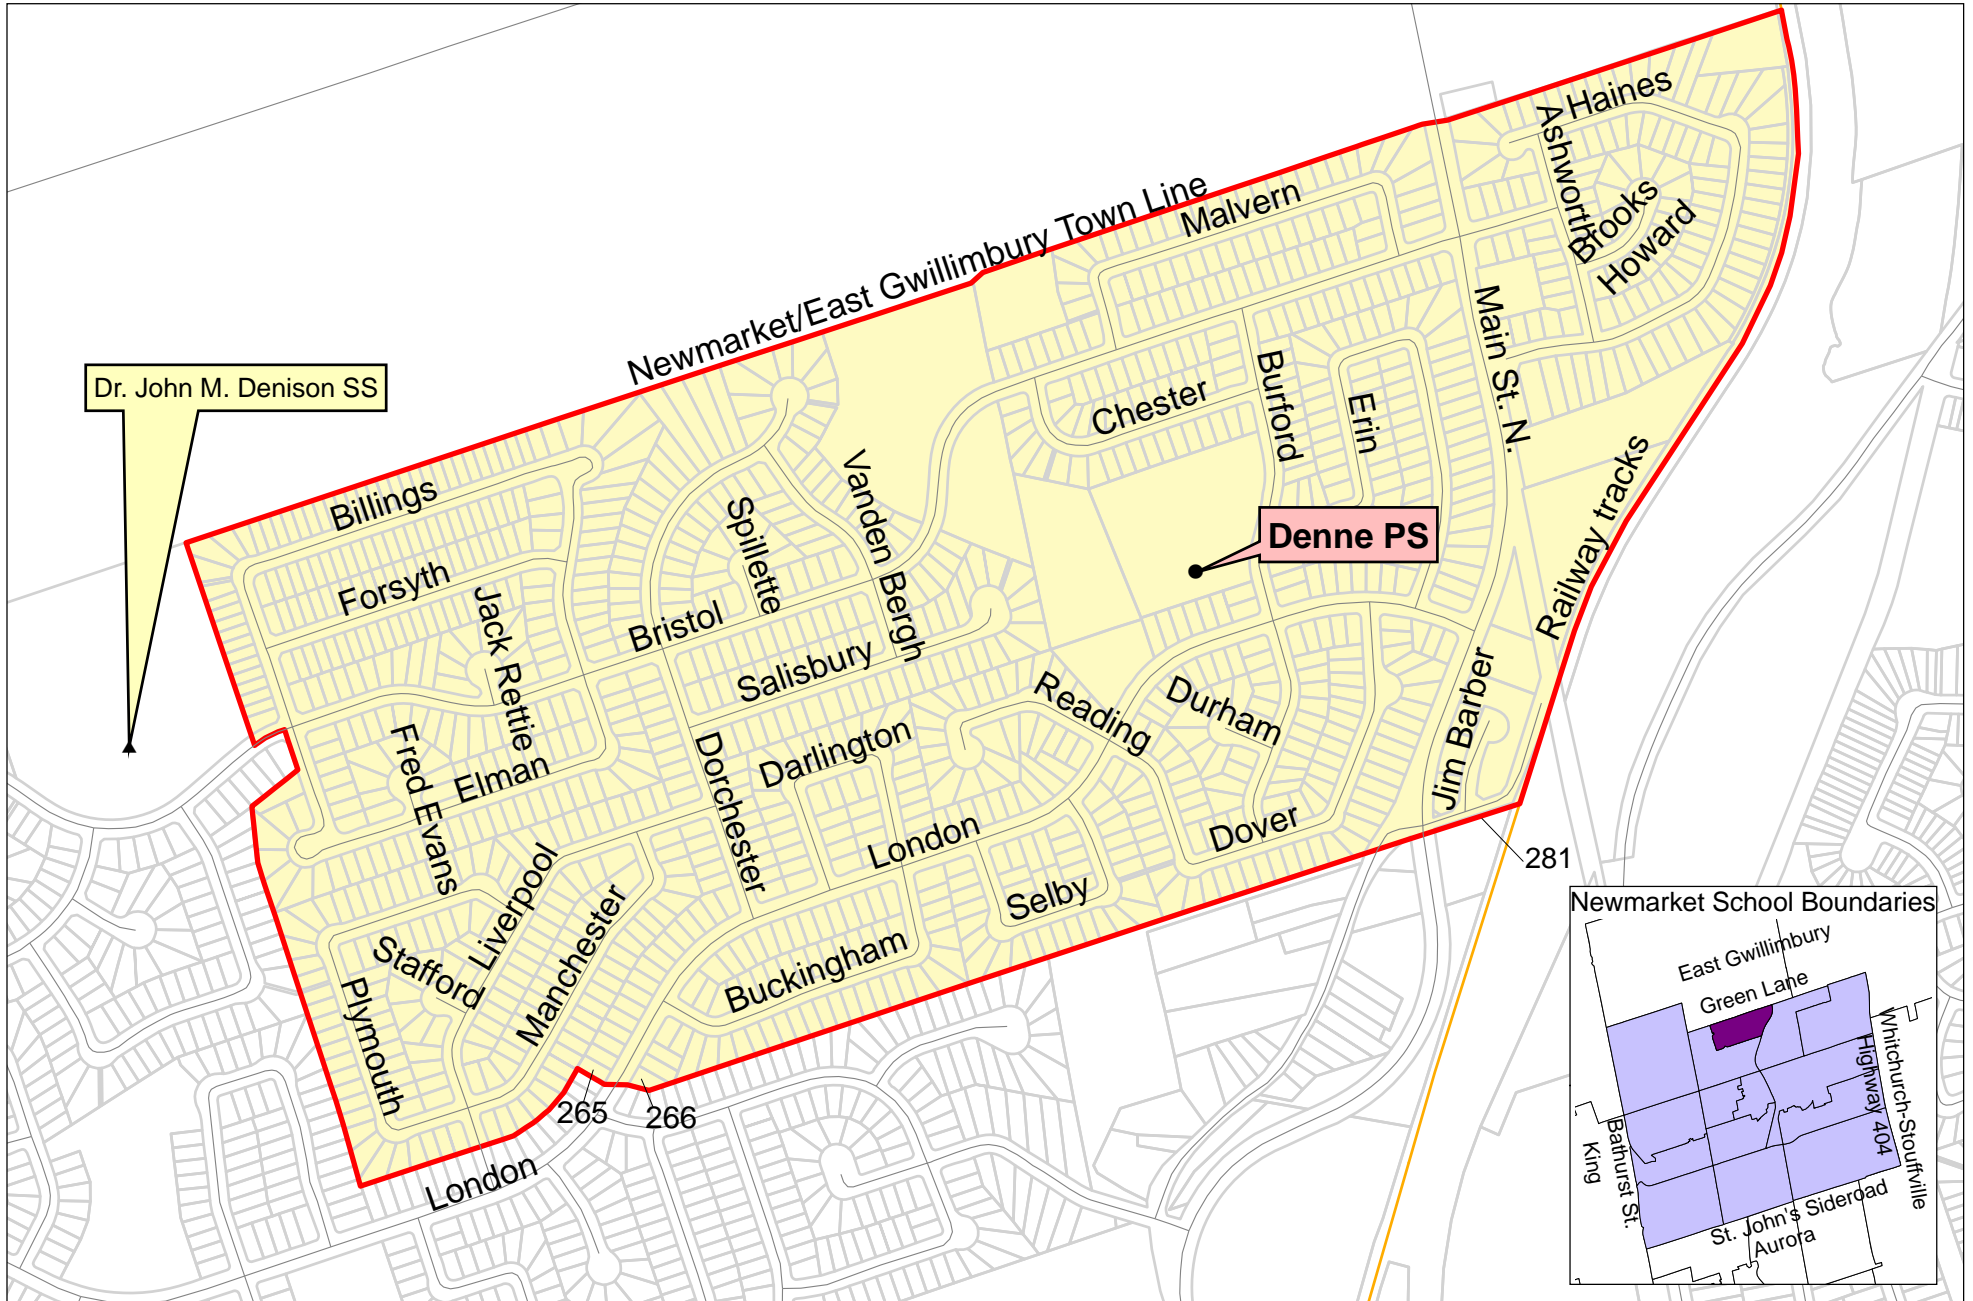 Haines
Ashworth
Brooks
Howard
Malvern
Newmarket/East Gwillimbury Town Line
Main St. N.
Dr. John M. Denison SS
Chester
Burford
Erin
Railway tracks
Billings
Vanden Bergh
Spillette
Denne PS
Forsyth
Jack Rettie
Bristol
Salisbury
Reading
Durham
Jim Barber
Fred Evans
Elman
Dorchester
Darlington
London
Dover
281
Liverpool
Manchester
Selby
Stafford
Buckingham
Plymouth
265
266
London
Newmarket School Boundaries
East Gwillimbury
Green Lane
Whitchurch-Stouffville
Highway 404
King
Bathurst St.
St. John's Sideroad
Aurora